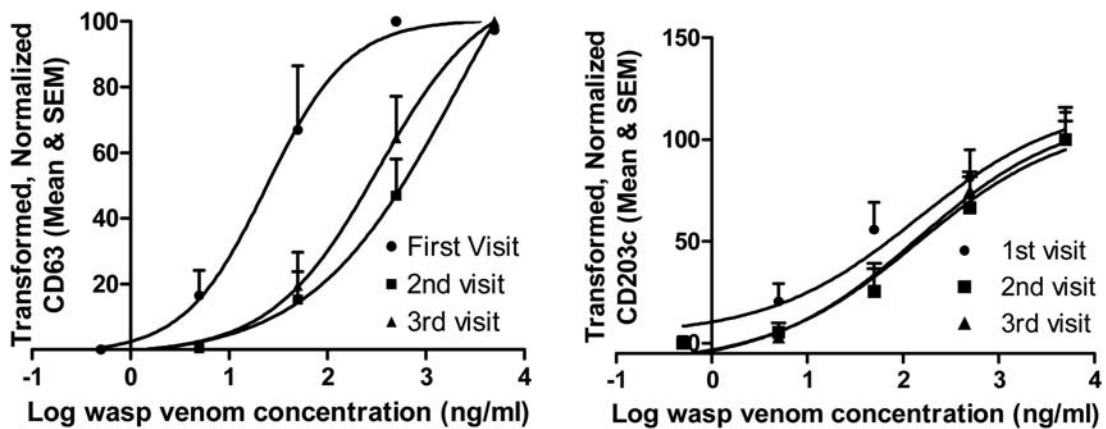 Transformed, Normalized
CD63 (Mean & SEM)
100
80
60
40
20
First Visit
2nd visit
3rd visit
-1
0
1
2
3
4
Log wasp venom concentration (ng/ml)
Transformed, Normalized
CD203c (Mean & SEM)
150
100
50
0
1st visit
2nd visit
3rd visit
-1
0
1
2
3
4
Log wasp venom concentration (ng/ml)